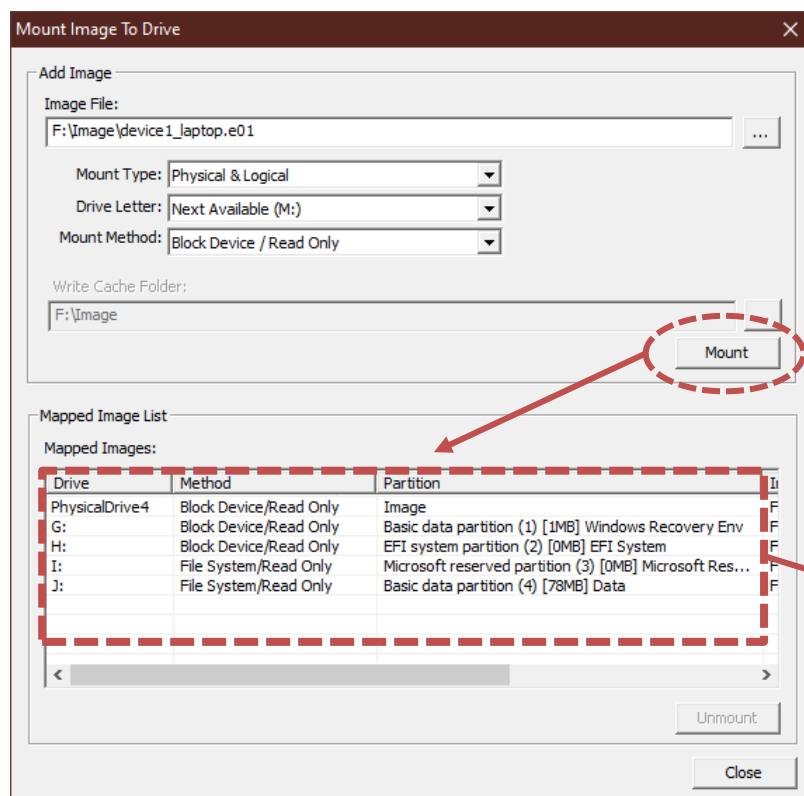 Mount Image To Drive
Add Image
Image File:
F:\Image\device1_laptop.e01
...
Mount Type: Physical & Logical
Drive Letter: Next Available (M:)
Mount Method: Block Device / Read Only
Write Cache Folder:
F:\Image
Mount
Mapped Image List
Mapped Images:
Drive Method Partition
PhysicalDrive4 Block Device/Read Only Image F
G: Block Device/Read Only Basic data partition (1) [1MB] Windows Recovery Env F
H: Block Device/Read Only EFI system partition (2) [0MB] EFI System F
I: File System/Read Only Microsoft reserved partition (3) [0MB] Microsoft Res... F
J: File System/Read Only Basic data partition (4) [78MB] Data F
Unmount
Close